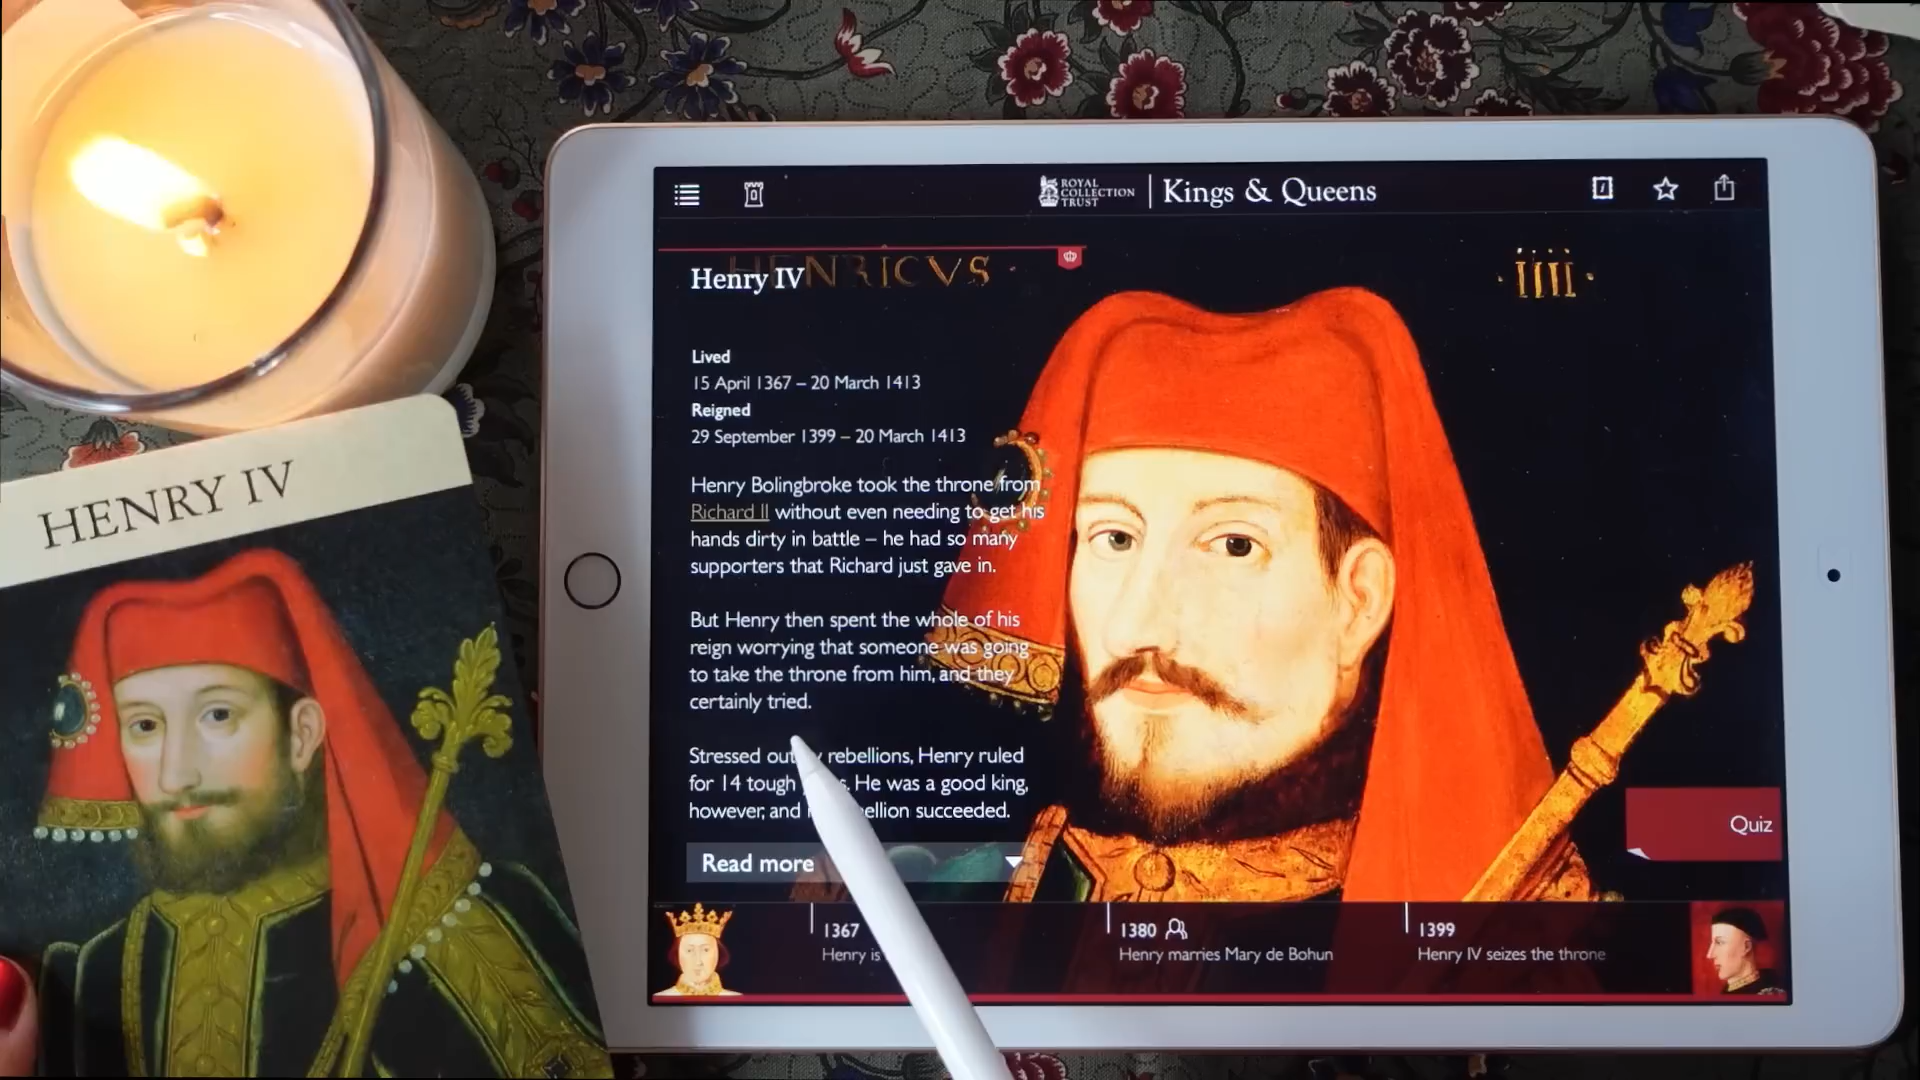 ROYAL
COLLECTION
TRUST
Kings & Queens
HENRICVS
IIII
Henry IV
Lived
15 April 1367 – 20 March 1413
Reigned
29 September 1399 – 20 March 1413
Henry Bolingbroke took the throne from
Richard II without even needing to get his
hands dirty in battle – he had so many
supporters that Richard just gave in.
But Henry then spent the whole of his
reign worrying that someone was going
to take the throne from him, and they
certainly tried.
Stressed out rebellions, Henry ruled
for 14 tough He was a good king,
however, and succeeded.
Read more
Quiz
1367
Henry is
1380
Henry marries Mary de Bohun
1399
Henry IV seizes the throne
HENRY IV